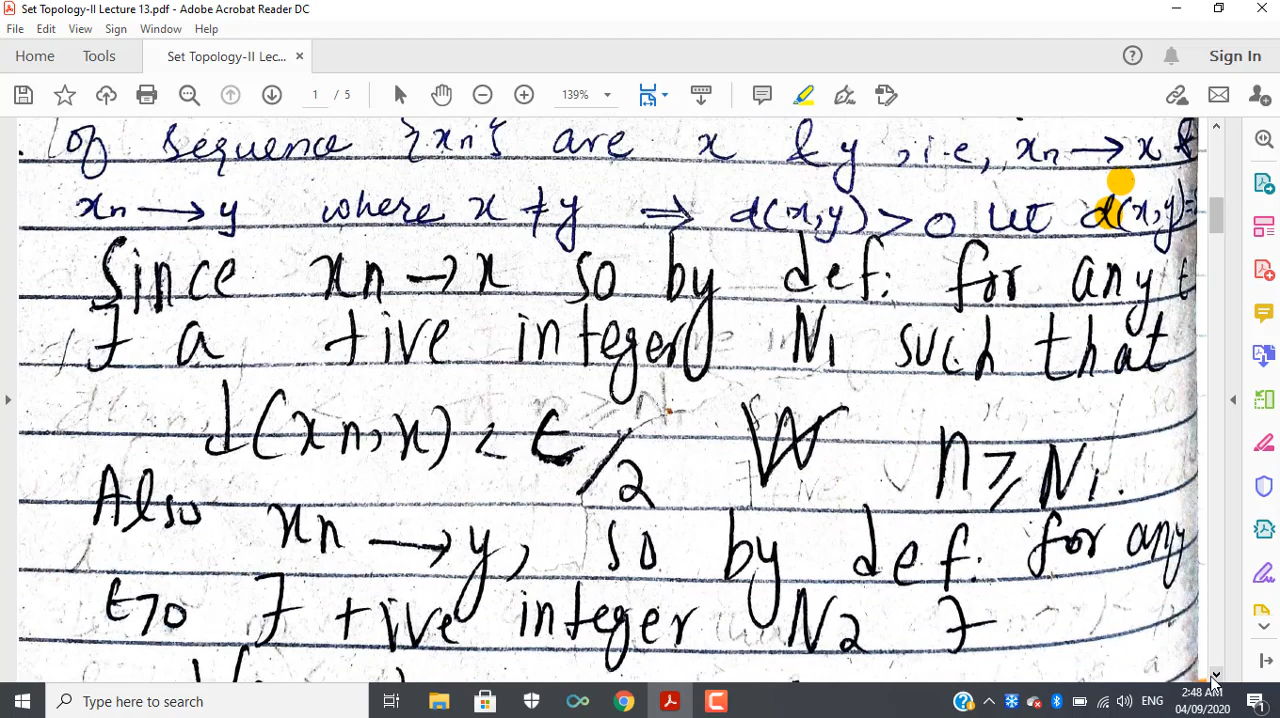 Set Topology-II Lecture 13.pdf - Adobe Acrobat Reader DC
File Edit View Sign Window Help
Home Tools Set Topology-II Lec... × Sign In
1 / 5 139%
of sequence {xn} are x & y, i.e, xn → x &
xn → y where x ≠ y ⇒ d(x,y) > 0 let d(x,y)=
Since xn → x so by def: for any ε
∃ a +ive integer N1 such that
d(xn, x) < ε/2 ∀ n ≥ N1.
Also xn → y, so by def: for any
ε>0 ∃ +ive integer N2 ∋
Type here to search
ENG
2:48 AM
04/09/2020